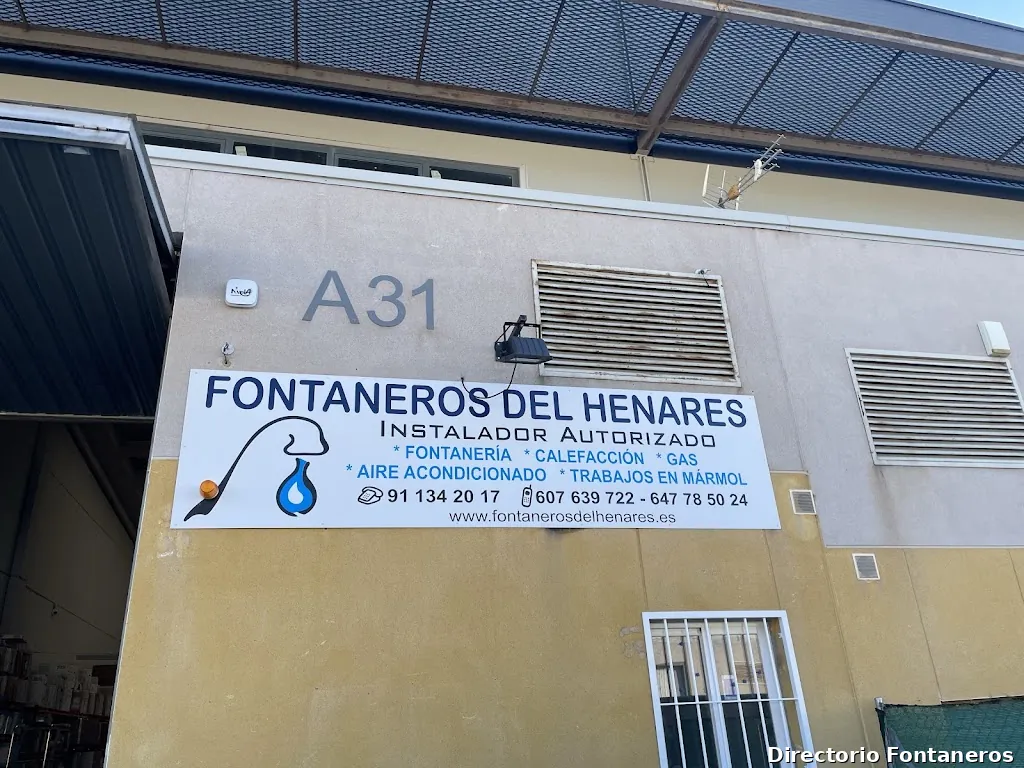 A31
FONTANEROS DEL HENARES
INSTALADOR AUTORIZADO
* FONTANERÍA * CALEFACCIÓN * GAS
* AIRE ACONDICIONADO * TRABAJOS EN MÁRMOL
91 134 20 17 607 639 722 - 647 78 50 24
www.fontanerosdelhenares.es
Directorio Fontaneros